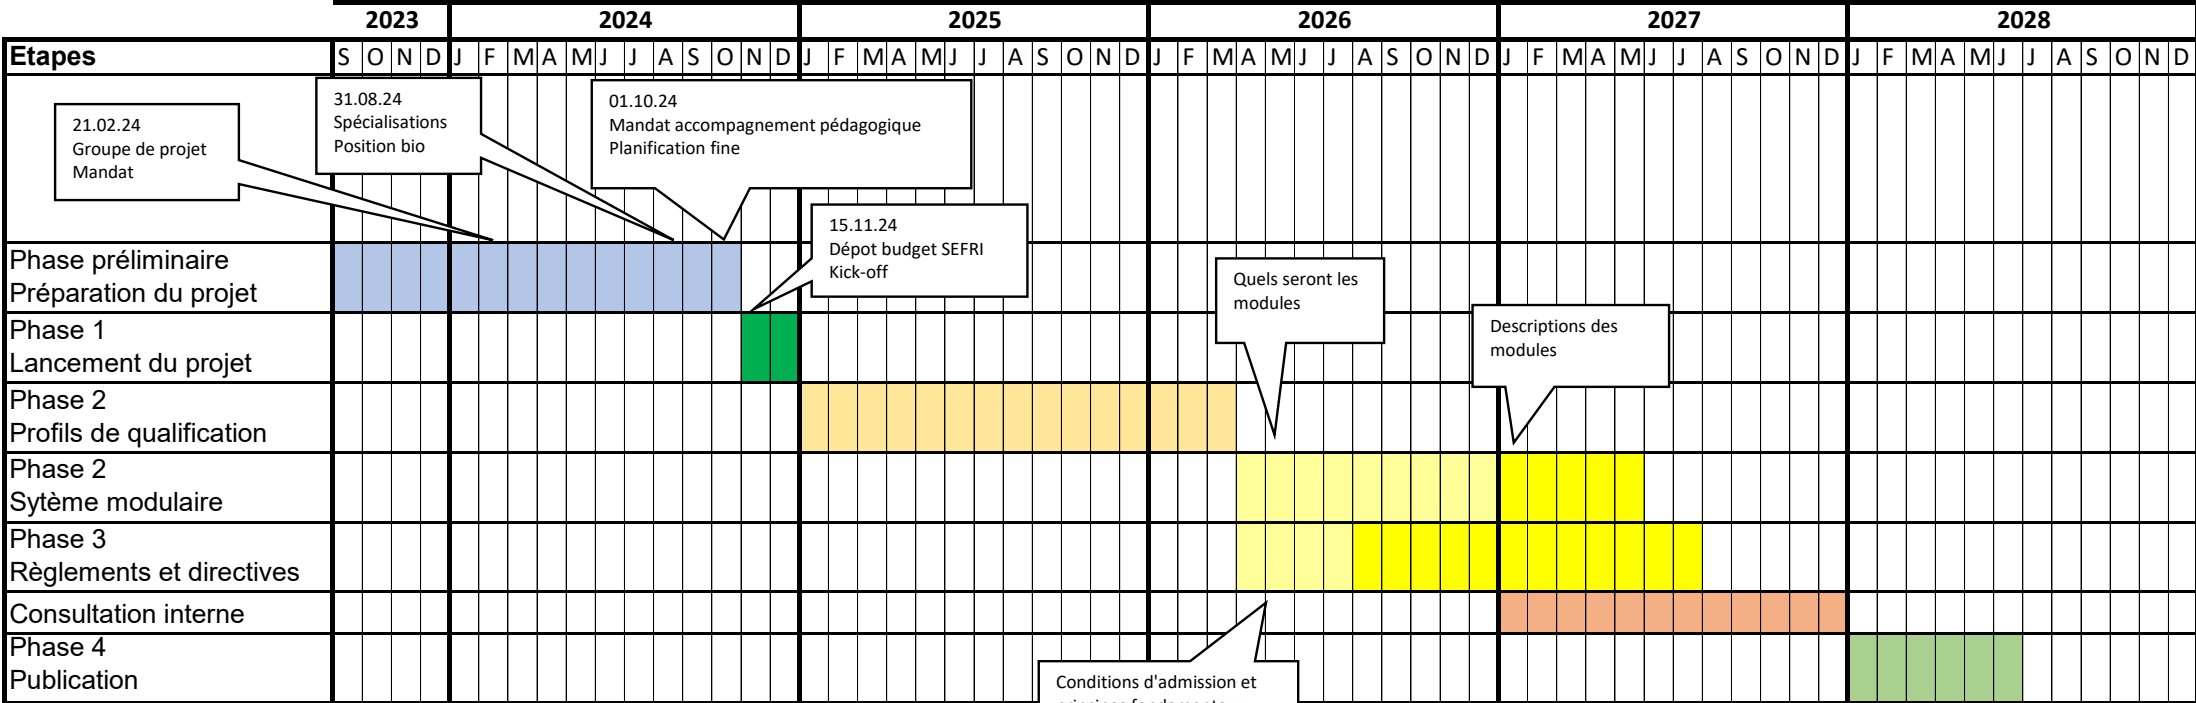 2023 2024 2025 2026 2027 2028
Etapes S O N D J F M A M J J A S O N D J F M A M J J A S O N D J F M A M J J A S O N D J F M A M J J A S O N D J F M A M J J A S O N D
21.02.24
Groupe de projet
Mandat
31.08.24
Spécialisations
Position bio
01.10.24
Mandat accompagnement pédagogique
Planification fine
15.11.24
Dépot budget SEFRI
Kick-off
Quels seront les
modules
Descriptions des
modules
Phase préliminaire
Préparation du projet
Phase 1
Lancement du projet
Phase 2
Profils de qualification
Phase 2
Sytème modulaire
Phase 3
Règlements et directives
Consultation interne
Phase 4
Publication
Conditions d'admission et